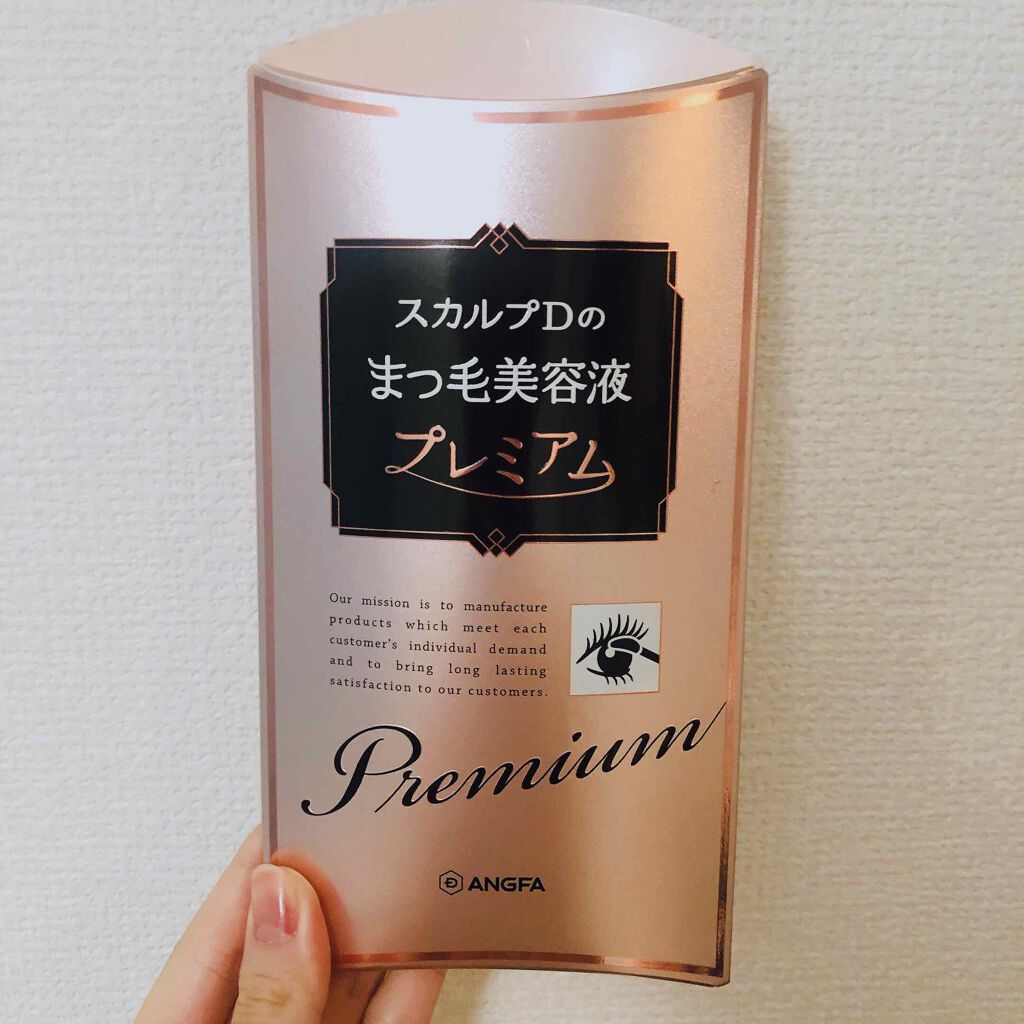 スカルプDの
まつ毛美容液
プレミアム
Our mission is to manufacture
products which meet each
customer's individual demand
and to bring long lasting
satisfaction to our customers.
Premium
ANGFA